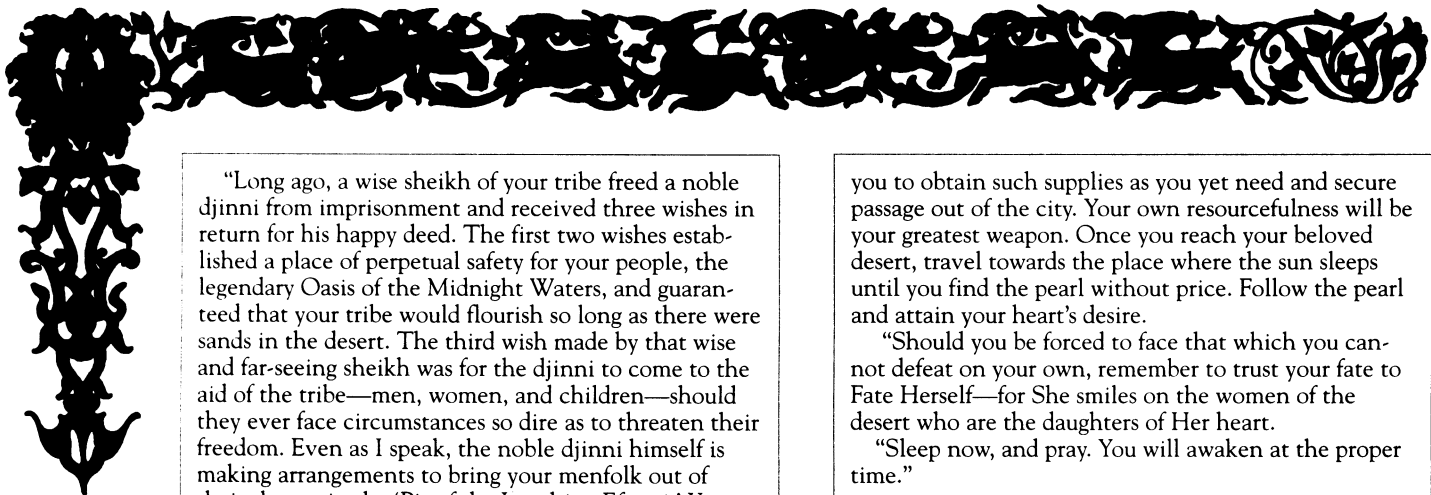 “Long ago, a wise sheikh of your tribe freed a noble
djinni from imprisonment and received three wishes in
return for his happy deed. The first two wishes estab-
lished a place of perpetual safety for your people, the
legendary Oasis of the Midnight Waters, and guaran-
teed that your tribe would flourish so long as there were
sands in the desert. The third wish made by that wise
and far-seeing sheikh was for the djinni to come to the
aid of the tribe—men, women, and children—should
they ever face circumstances so dire as to threaten their
freedom. Even as I speak, the noble djinni himself is
making arrangements to bring your menfolk out of
you to obtain such supplies as you yet need and secure
passage out of the city. Your own resourcefulness will be
your greatest weapon. Once you reach your beloved
desert, travel towards the place where the sun sleeps
until you find the pearl without price. Follow the pearl
and attain your heart’s desire.
“Should you be forced to face that which you can-
not defeat on your own, remember to trust your fate to
Fate Herself—for She smiles on the women of the
desert who are the daughters of Her heart.
“Sleep now, and pray. You will awaken at the proper
time.”